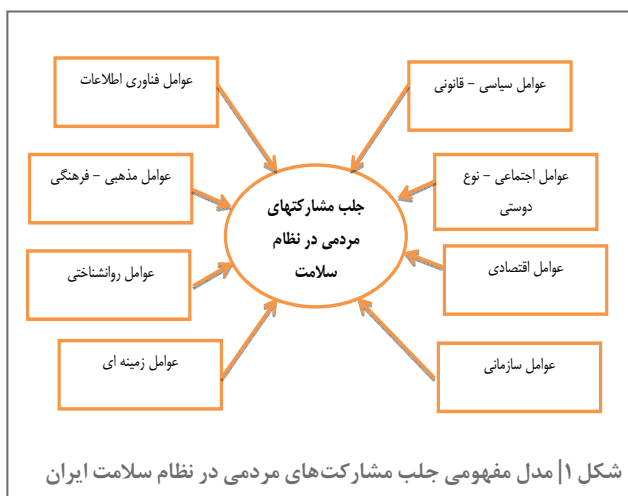 عوامل سیاسی – قانونی
عوامل فناوری اطلاعات
عوامل اجتماعی – نوع
دوستی
عوامل مذهبی – فرهنگی
جلب مشارکتهای
مردمی در نظام
سلامت
عوامل اقتصادی
عوامل روانشناختی
عوامل سازمانی
عوامل زمینه ای
شکل ۱| مدل مفهومی جلب مشارکت‌های مردمی در نظام سلامت ایران